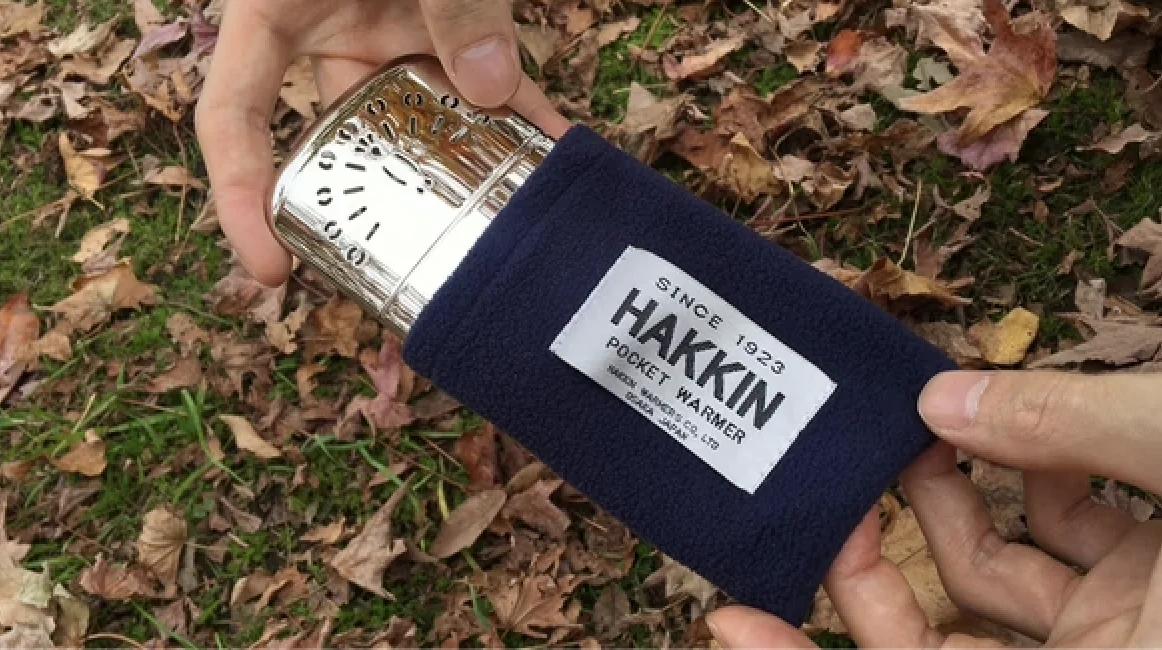 SINCE 1923
HAKKIN
POCKET WARMER
HAKKIN WARMERS CO, LTD
OSAKA JAPAN